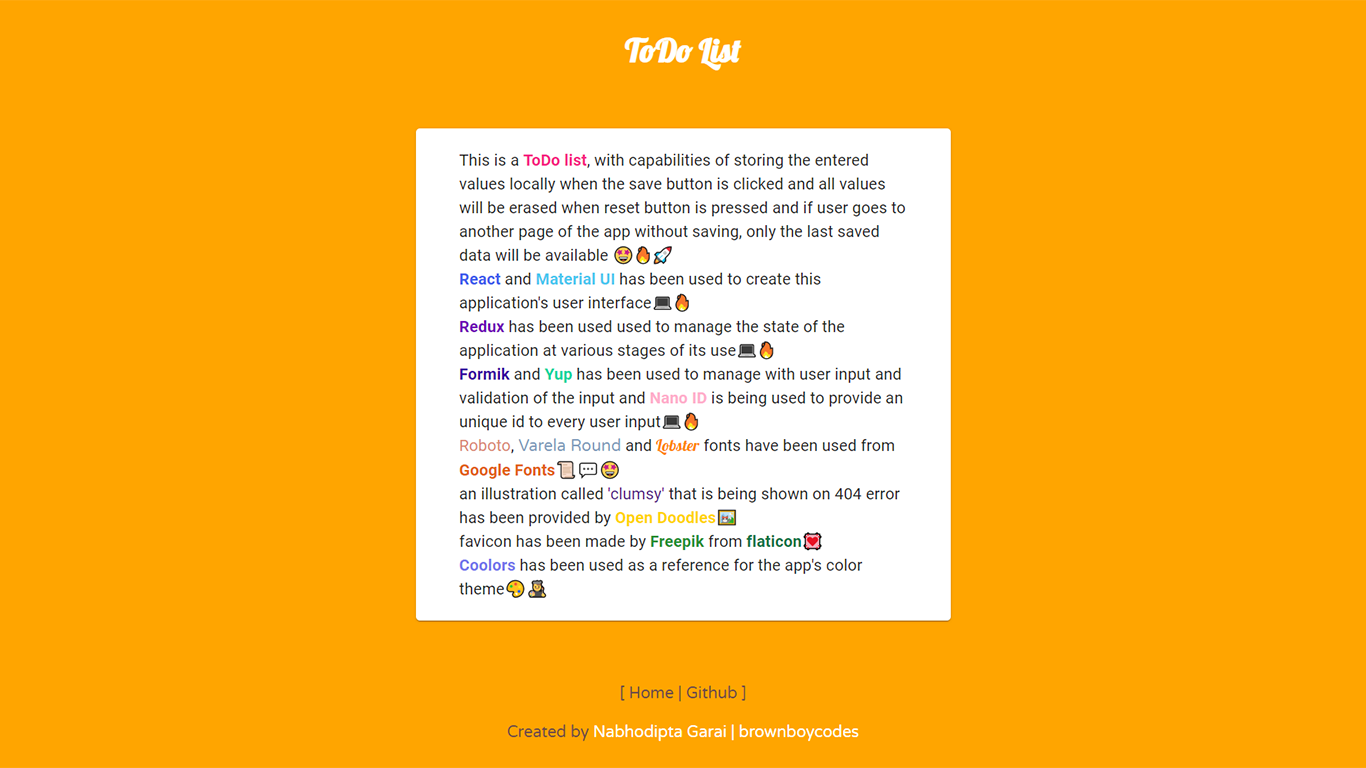 ToDo List
This is a ToDo list, with capabilities of storing the entered
values locally when the save button is clicked and all values
will be erased when reset button is pressed and if user goes to
another page of the app without saving, only the last saved
data will be available 🤩🔥🚀
React and Material UI has been used to create this
application's user interface💻🔥
Redux has been used used to manage the state of the
application at various stages of its use💻🔥
Formik and Yup has been used to manage with user input and
validation of the input and Nano ID is being used to provide an
unique id to every user input💻🔥
Roboto, Varela Round and Lobster fonts have been used from
Google Fonts📜💬🤩
an illustration called 'clumsy' that is being shown on 404 error
has been provided by Open Doodles🖼️
favicon has been made by Freepik from flaticon💟
Coolors has been used as a reference for the app's color
theme🎨👩‍🎨
[ Home | Github ]
Created by Nabhodipta Garai | brownboycodes